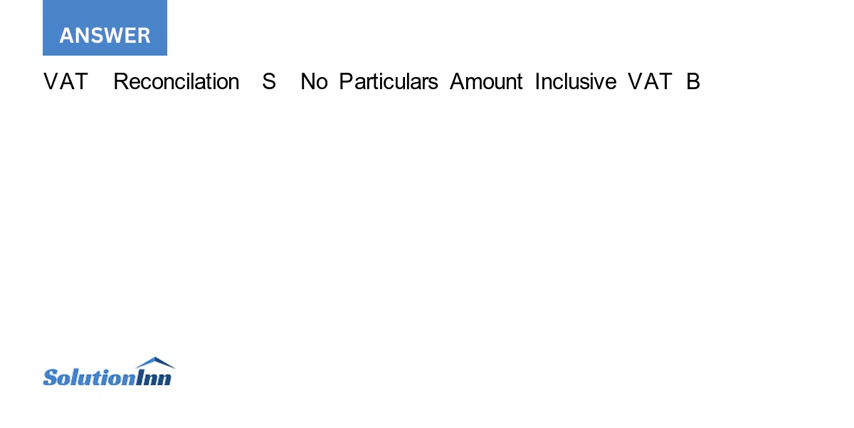 ANSWER
VAT Reconcilation S No Particulars Amount Inclusive VAT B
SolutionInn